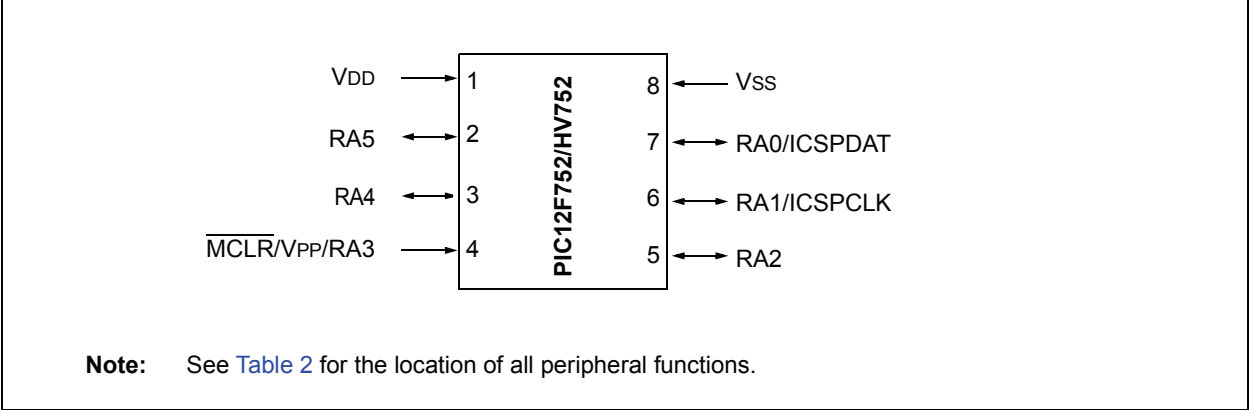 VDD 1 8 VSS
RA5 2 7 RA0/ICSPDAT
RA4 3 6 RA1/ICSPCLK
MCLR/VPP/RA3 4 5 RA2
PIC12F752/HV752
Note: See Table 2 for the location of all peripheral functions.